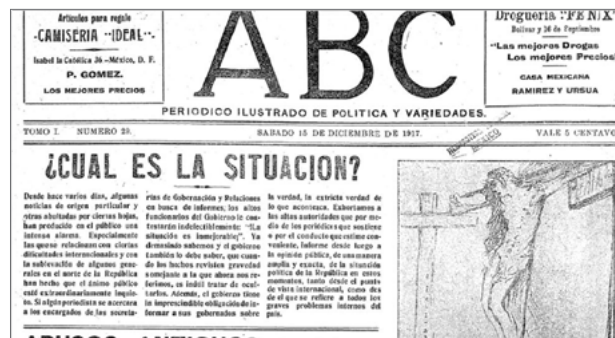 Artículos para regalo
-CAMISERIA "IDEAL"-.
Isabel la Católica 36 -México, D. F.
P. GOMEZ.
LOS MEJORES PRECIOS
ABC
Droguería "FENIX"
Bolívar y 16 de Septiembre
"Las mejores Drogas
Los mejores Precios"
CASA MEXICANA
RAMIREZ Y URSUA
PERIODICO ILUSTRADO DE POLITICA Y VARIEDADES.
TOMO I. NUMERO 29.
SABADO 15 DE DICIEMBRE DE 1917.
VALE 5 CENTAVO
¿CUAL ES LA SITUACION?
Desde hace varios días, algunas
noticias de origen particular y
otras abultadas por ciertas hojas,
han producido en el público una
intensa alarma. Especialmente
las que se relacionan con ciertas
dificultades internacionales y con
la sublevación de algunos gene-
rales en el norte de la República
han hecho que el ánimo público
esté extraordinariamente inquie-
to. Si algún periodista se acercara
a los encargados de las secreta-
rías de Gobernación y Relaciones
en busca de informes, los altos
funcionarios del Gobierno le con-
testarán indefectiblemente: "La
situación es inmejorable". Ya
demasiado sabemos y el gobierno
también lo debe saber, que cuan-
do los hechos revisten gravedad
semejante a la que ahora nos re-
ferimos, es inútil tratar de ocul-
tarlos. Además, el gobierno tiene
la imprescindible obligación de in-
formar a sus gobernados sobre
la verdad, la estricta verdad de
lo que acontece. Exhortamos a
las altas autoridades que por me-
dio de los periódicos que sostiene
o por el conducto que estime con-
veniente, informe desde luego a
la opinión pública, de una manera
amplia y exacta, de la situación
política de la República en estos
momentos, tanto desde el punto
de vista internacional, como des
de el que se refiere a todos los
graves problemas internos del
país.